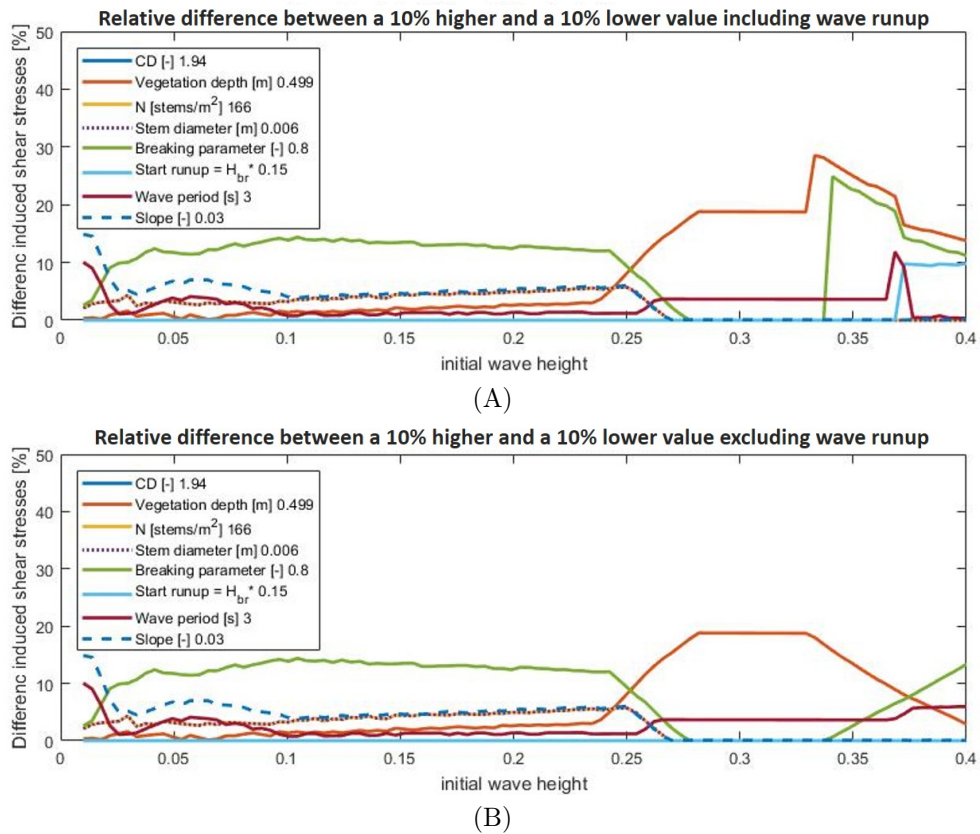 Relative difference between a 10% higher and a 10% lower value including wave runup
Differenc induced shear stresses [%]
50
40
30
20
10
0
CD [-] 1.94
Vegetation depth [m] 0.499
N [stems/m²] 166
Stem diameter [m] 0.006
Breaking parameter [-] 0.8
Start runup = H_br* 0.15
Wave period [s] 3
Slope [-] 0.03
0 0.05 0.1 0.15 0.2 0.25 0.3 0.35 0.4
initial wave height
(A)
Relative difference between a 10% higher and a 10% lower value excluding wave runup
Differenc induced shear stresses [%]
50
40
30
20
10
0
CD [-] 1.94
Vegetation depth [m] 0.499
N [stems/m²] 166
Stem diameter [m] 0.006
Breaking parameter [-] 0.8
Start runup = H_br* 0.15
Wave period [s] 3
Slope [-] 0.03
0 0.05 0.1 0.15 0.2 0.25 0.3 0.35 0.4
initial wave height
(B)